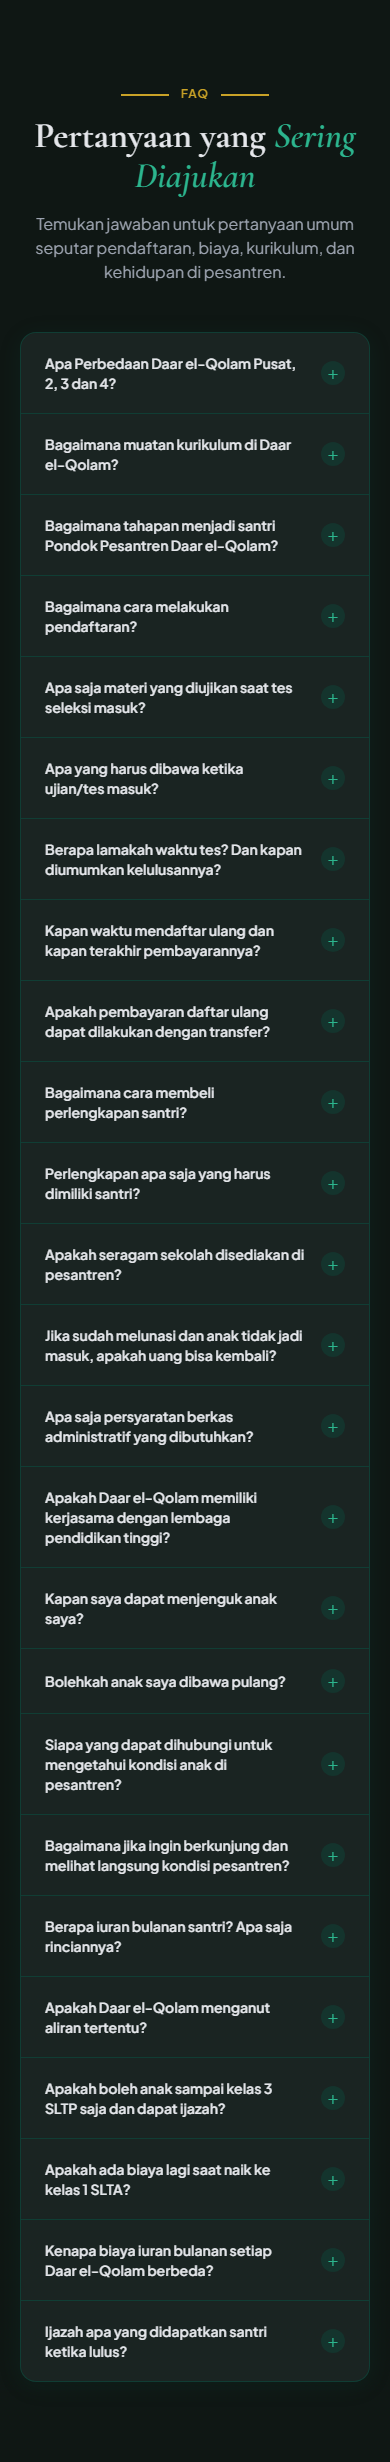 FAQ
Pertanyaan yang Sering
Diajukan
Temukan jawaban untuk pertanyaan umum
seputar pendaftaran, biaya, kurikulum, dan
kehidupan di pesantren.
Apa Perbedaan Daar el-Qolam Pusat,
2, 3 dan 4?
Bagaimana muatan kurikulum di Daar
el-Qolam?
Bagaimana tahapan menjadi santri
Pondok Pesantren Daar el-Qolam?
Bagaimana cara melakukan
pendaftaran?
Apa saja materi yang diujikan saat tes
seleksi masuk?
Apa yang harus dibawa ketika
ujian/tes masuk?
Berapa lamakah waktu tes? Dan kapan
diumumkan kelulusannya?
Kapan waktu mendaftar ulang dan
kapan terakhir pembayarannya?
Apakah pembayaran daftar ulang
dapat dilakukan dengan transfer?
Bagaimana cara membeli
perlengkapan santri?
Perlengkapan apa saja yang harus
dimiliki santri?
Apakah seragam sekolah disediakan di
pesantren?
Jika sudah melunasi dan anak tidak jadi
masuk, apakah uang bisa kembali?
Apa saja persyaratan berkas
administratif yang dibutuhkan?
Apakah Daar el-Qolam memiliki
kerjasama dengan lembaga
pendidikan tinggi?
Kapan saya dapat menjenguk anak
saya?
Bolehkah anak saya dibawa pulang?
Siapa yang dapat dihubungi untuk
mengetahui kondisi anak di
pesantren?
Bagaimana jika ingin berkunjung dan
melihat langsung kondisi pesantren?
Berapa iuran bulanan santri? Apa saja
rinciannya?
Apakah Daar el-Qolam menganut
aliran tertentu?
Apakah boleh anak sampai kelas 3
SLTP saja dan dapat ijazah?
Apakah ada biaya lagi saat naik ke
kelas 1 SLTA?
Kenapa biaya iuran bulanan setiap
Daar el-Qolam berbeda?
Ijazah apa yang didapatkan santri
ketika lulus?